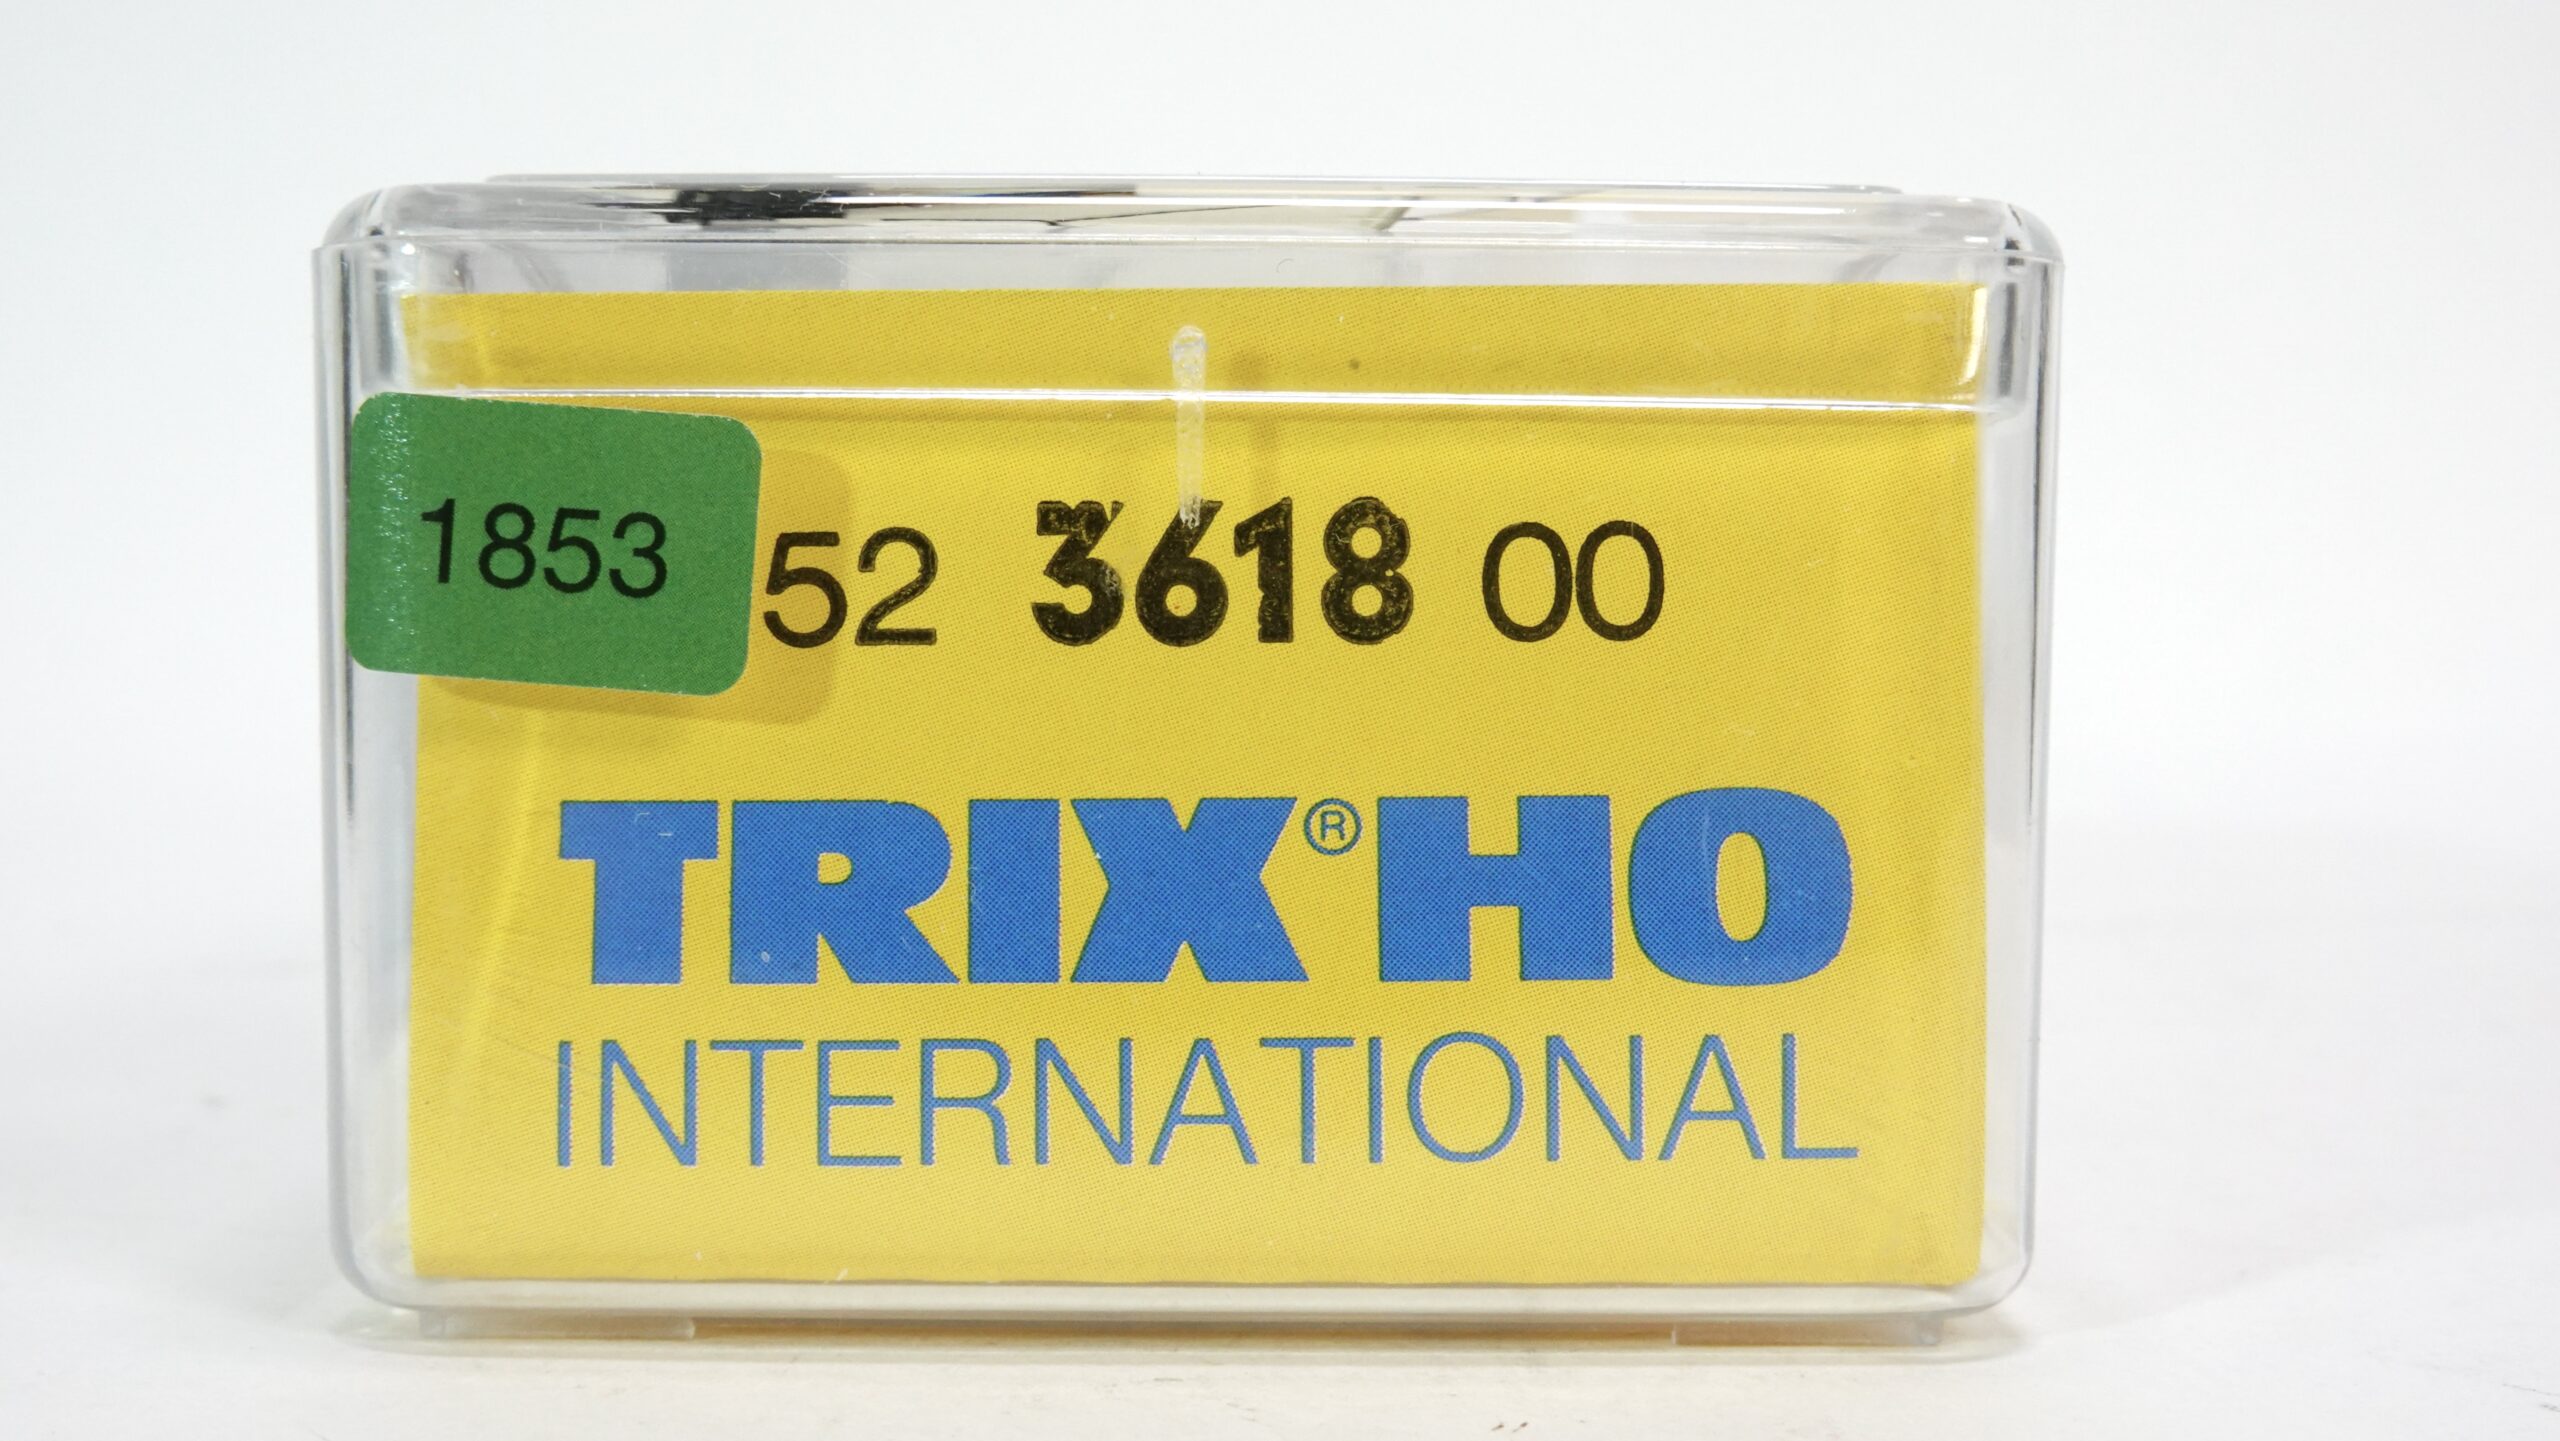 1853
52 3618 00
TRIX® HO
INTERNATIONAL